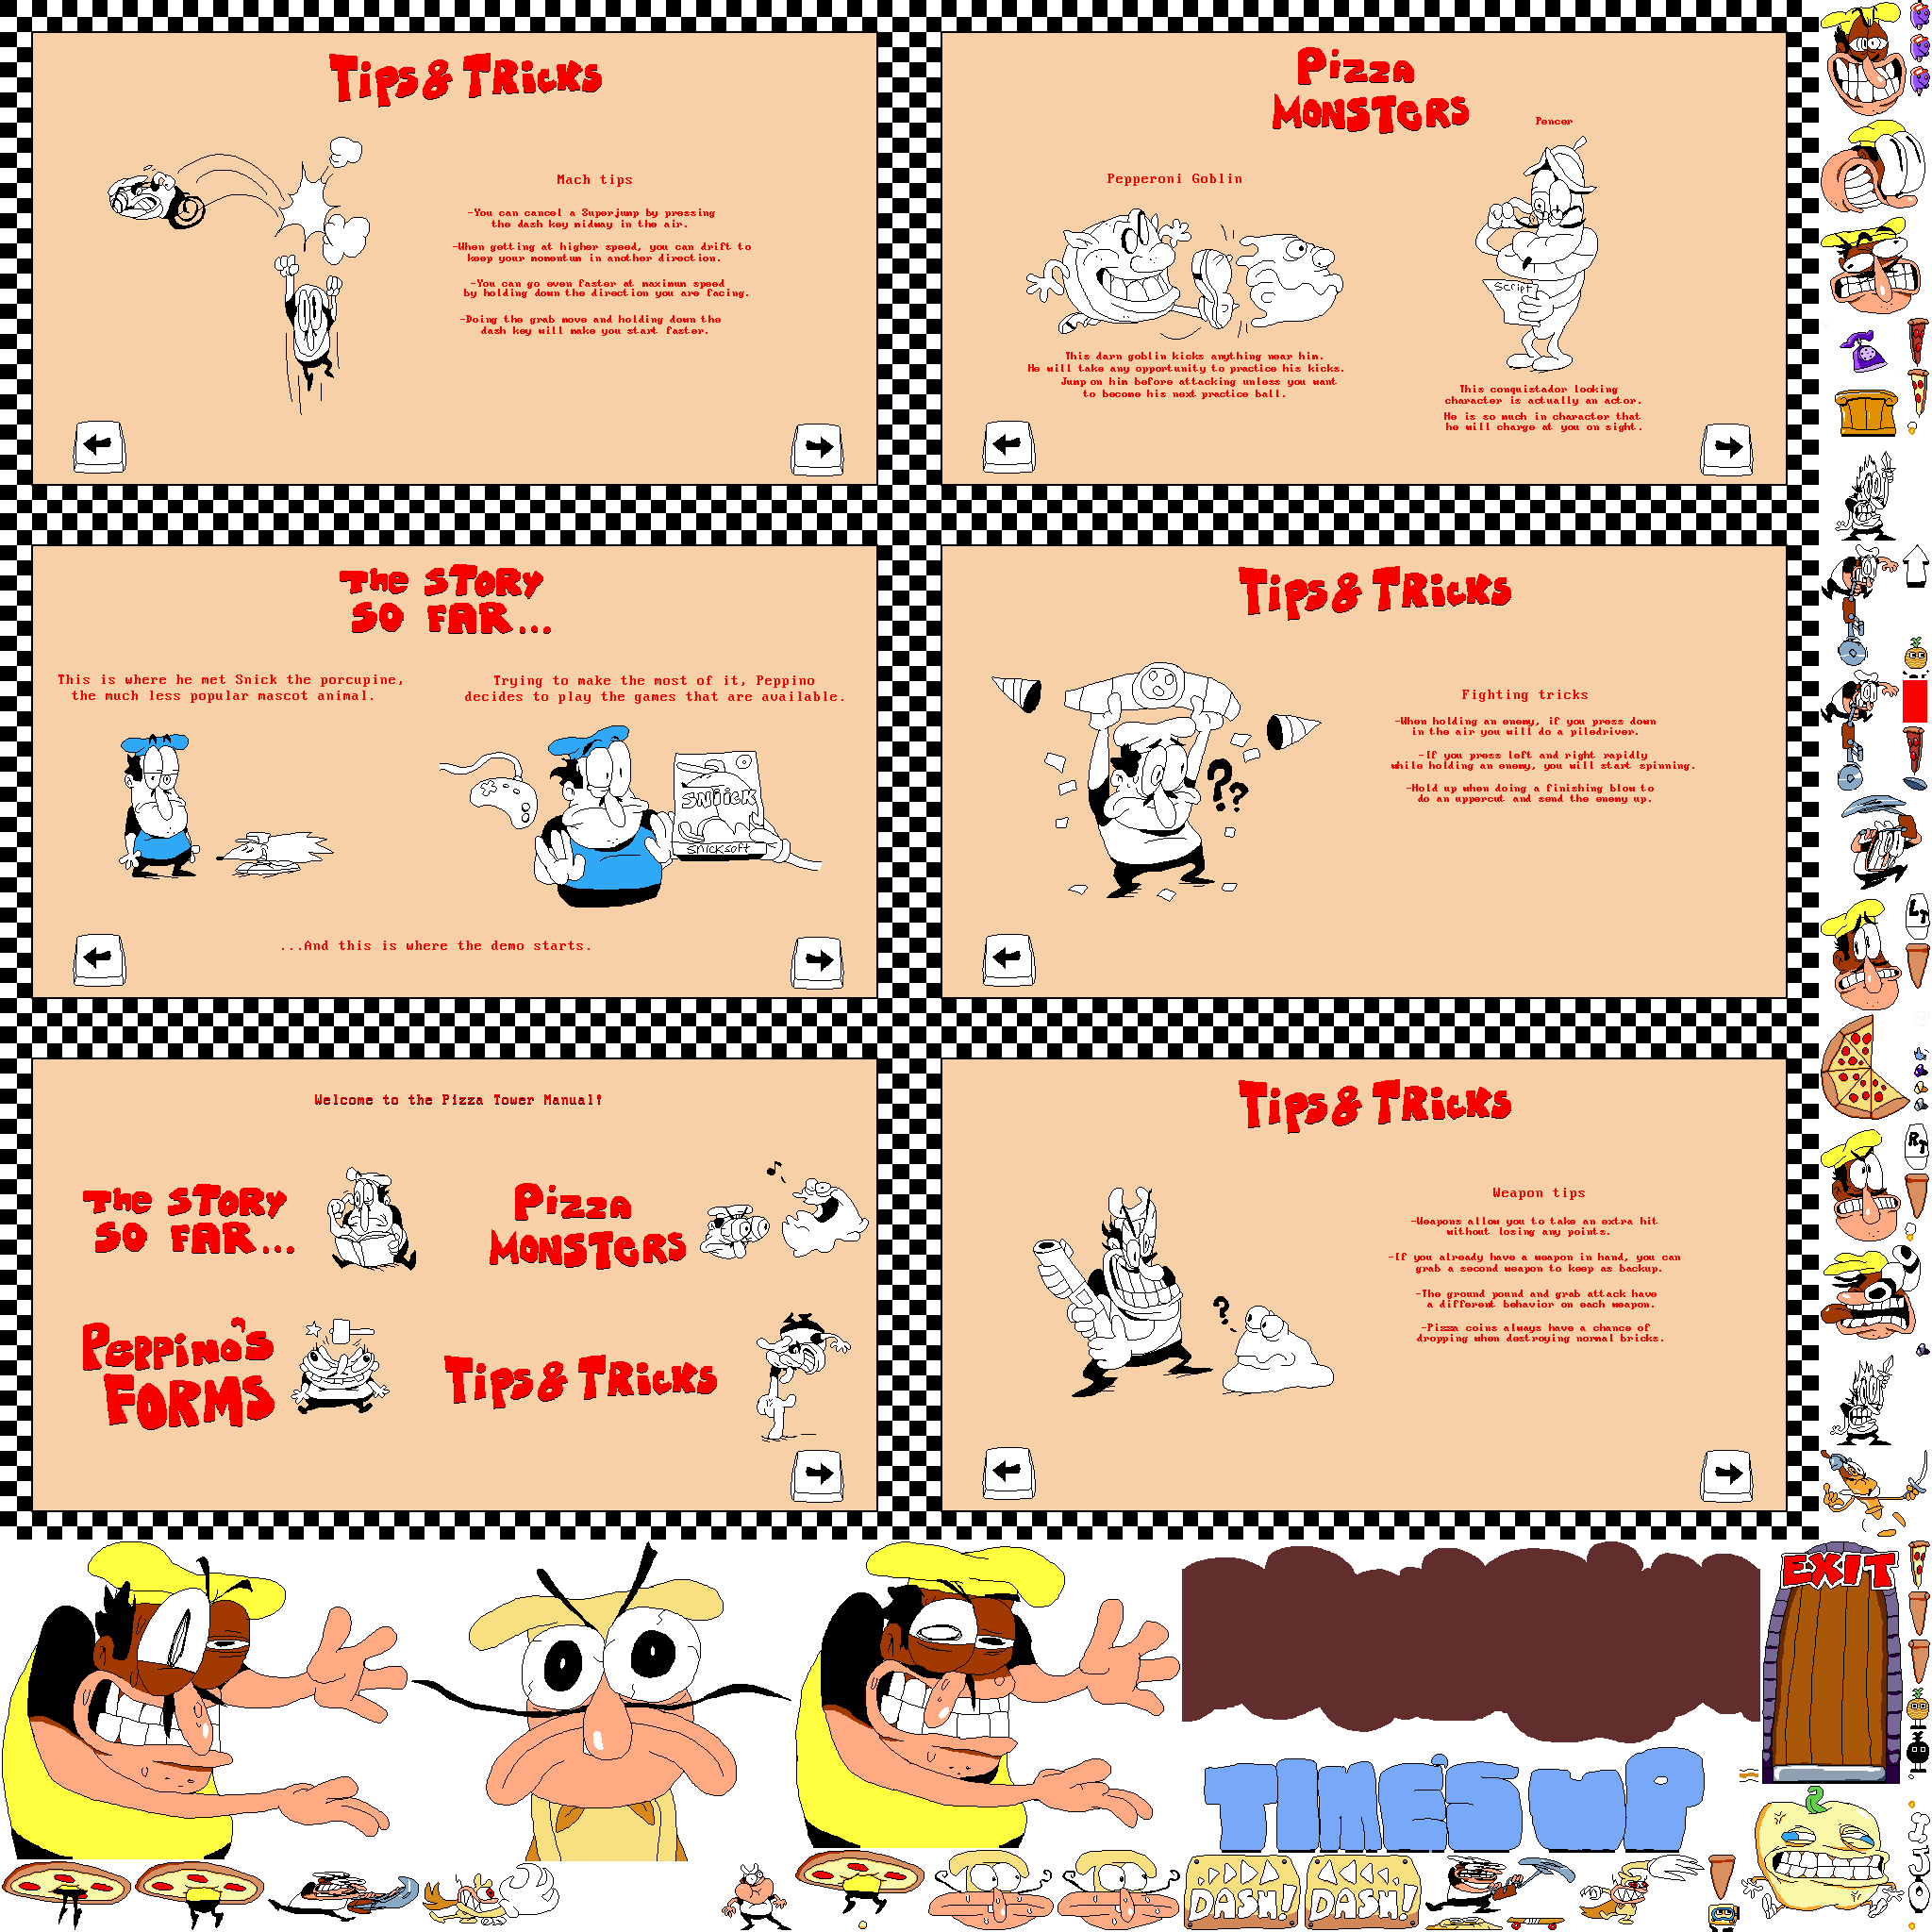 Tips & Tricks
Mach tips
-You can cancel a Superjump by pressing
the dash key midway in the air.
-When getting at higher speed, you can drift to
keep your momentum in another direction.
-You can go even faster at maximum speed
by holding down the direction you are facing.
-Doing the grab move and holding down the
dash key will make you start faster.
Pizza
Monsters
Pepperoni Goblin
This darn goblin kicks anything near him.
He will take any opportunity to practice his kicks.
Jump on him before attacking unless you want
to become his next practice ball.
Fencer
Script
This conquistador looking
character is actually an actor.
He is so much in character that
he will charge at you on sight.
The Story
So Far...
This is where he met Snick the porcupine,
the much less popular mascot animal.
Trying to make the most of it, Peppino
decides to play the games that are available.
SNIICK
Snicksoft
...And this is where the demo starts.
Tips & Tricks
Fighting tricks
-When holding an enemy, if you press down
in the air you will do a piledriver.
-If you press left and right rapidly
while holding an enemy, you will start spinning.
-Hold up when doing a finishing blow to
do an uppercut and send the enemy up.
??
Welcome to the Pizza Tower Manual!
The Story
So Far...
Pizza
Monsters
Peppino's
Forms
Tips & Tricks
Tips & Tricks
Weapon tips
-Weapons allow you to take an extra hit
without losing any points.
-If you already have a weapon in hand, you can
grab a second weapon to keep as backup.
-The ground pound and grab attack have
a different behavior on each weapon.
-Pizza coins always have a chance of
dropping when destroying normal bricks.
?
LT
RT
EXIT
TIME'S UP
DASH!
DASH!